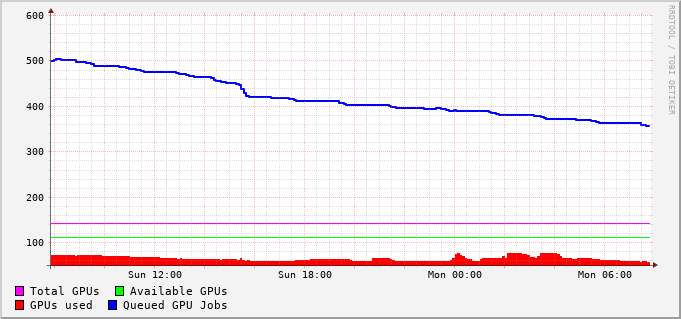 RRDTOOL / TOBI OETIKER
600
500
400
300
200
100
Sun 12:00 Sun 18:00 Mon 00:00 Mon 06:00
Total GPUs Available GPUs
GPUs used Queued GPU Jobs